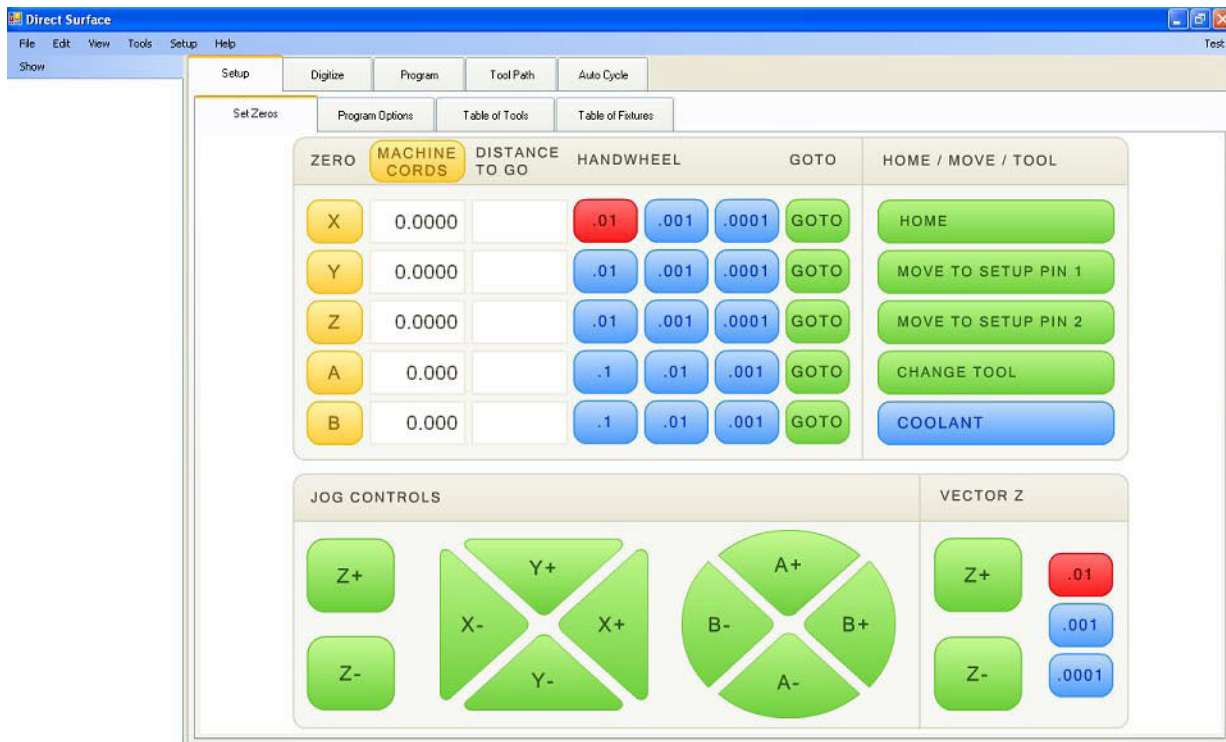 Direct Surface
File Edit View Tools Setup Help Test
Show
Setup Digitize Program Tool Path Auto Cycle
Set Zeros Program Options Table of Tools Table of Fixtures
ZERO MACHINE CORDS DISTANCE TO GO HANDWHEEL GOTO HOME / MOVE / TOOL
X 0.0000 .01 .001 .0001 GOTO HOME
Y 0.0000 .01 .001 .0001 GOTO MOVE TO SETUP PIN 1
Z 0.0000 .01 .001 .0001 GOTO MOVE TO SETUP PIN 2
A 0.000 .1 .01 .001 GOTO CHANGE TOOL
B 0.000 .1 .01 .001 GOTO COOLANT
JOG CONTROLS VECTOR Z
Z+ Y+ A+ Z+ .01
X- X+ B- B+ .001
Z- Y- A- Z- .0001